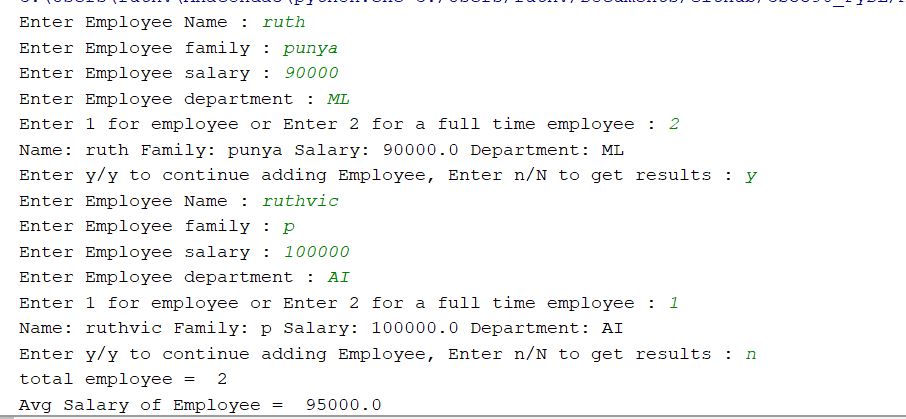 Enter Employee Name : ruth
Enter Employee family : punya
Enter Employee salary : 90000
Enter Employee department : ML
Enter 1 for employee or Enter 2 for a full time employee : 2
Name: ruth Family: punya Salary: 90000.0 Department: ML
Enter y/y to continue adding Employee, Enter n/N to get results : y
Enter Employee Name : ruthvic
Enter Employee family : p
Enter Employee salary : 100000
Enter Employee department : AI
Enter 1 for employee or Enter 2 for a full time employee : 1
Name: ruthvic Family: p Salary: 100000.0 Department: AI
Enter y/y to continue adding Employee, Enter n/N to get results : n
total employee =  2
Avg Salary of Employee =  95000.0